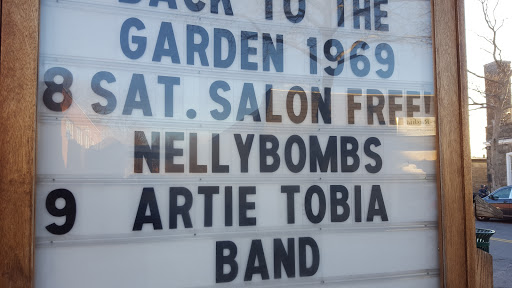 BACK TO THE
GARDEN 1969
8 SAT. SALON FREE!
NELLYBOMBS
9 ARTIE TOBIA
BAND